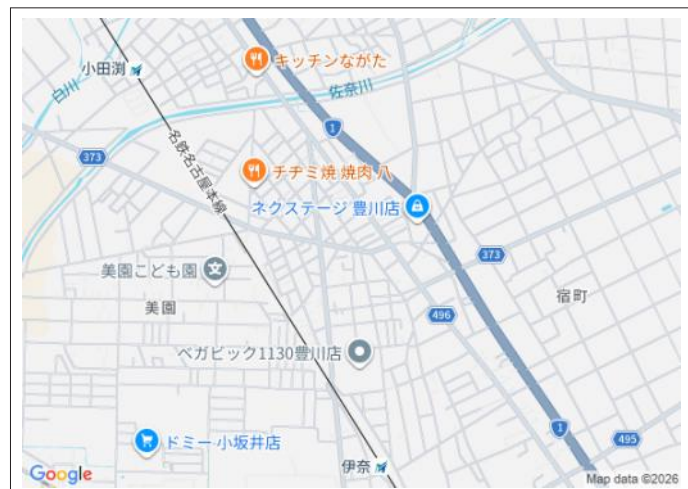 キッチンながた
小田渕
白川
佐奈川
1
373
名鉄名古屋本線
チヂミ焼 焼肉 八
ネクステージ 豊川店
373
美園こども園
宿町
美園
496
ベガビック1130豊川店
1
495
ドミー 小坂井店
伊奈
Google
Map data ©2026